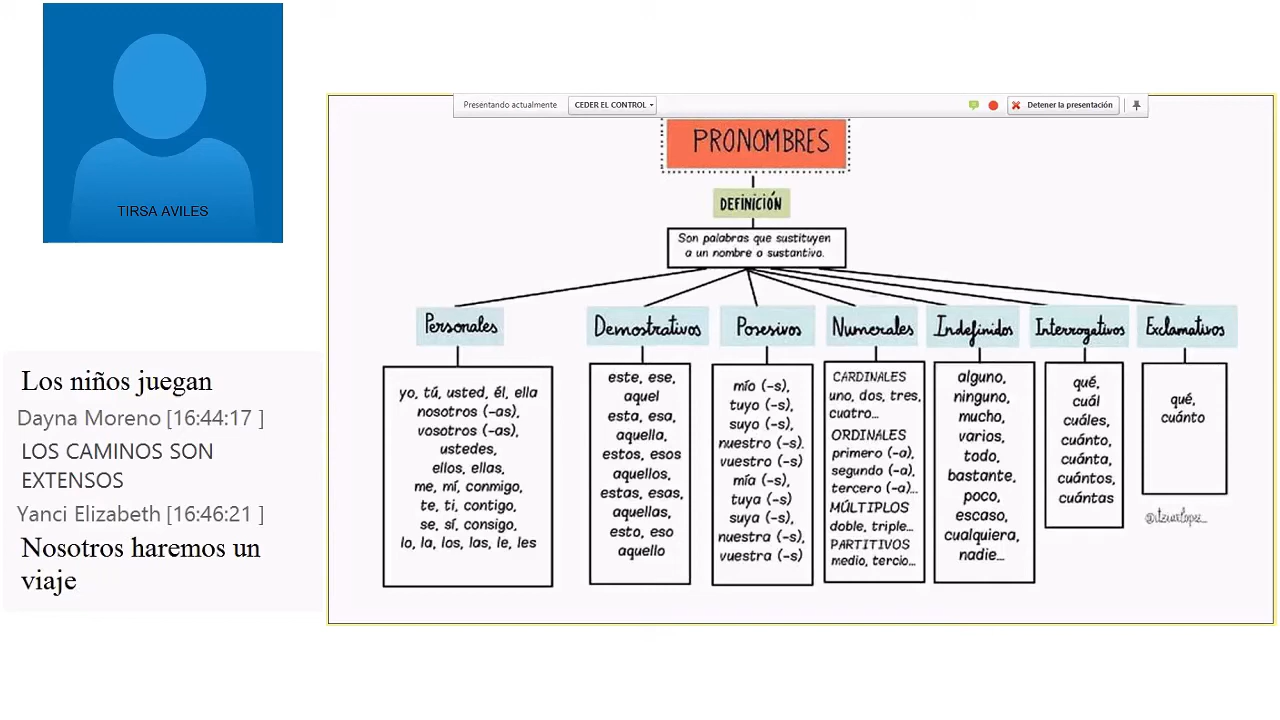 TIRSA AVILES
Los niños juegan
Dayna Moreno [16:44:17 ]
LOS CAMINOS SON
EXTENSOS
Yanci Elizabeth [16:46:21 ]
Nosotros haremos un
viaje
Presentando actualmente
CEDER EL CONTROL
Detener la presentación
PRONOMBRES
DEFINICIÓN
Son palabras que sustituyen
a un nombre o sustantivo.
Personales
yo, tú, usted, él, ella
nosotros (-as),
vosotros (-as),
ustedes,
ellos, ellas,
me, mí, conmigo,
te, ti, contigo,
se, sí, consigo,
lo, la, los, las, le, les
Demostrativos
este, ese,
aquel
esta, esa,
aquella,
estos, esos
aquellos,
estas, esas,
aquellas,
esto, eso
aquello
Posesivos
mío (-s),
tuyo (-s),
suyo (-s),
nuestro (-s).
vuestro (-s)
mía (-s),
tuya (-s)
suya (-s),
nuestra (-s),
vuestra (-s)
Numerales
CARDINALES
uno, dos, tres,
cuatro...
ORDINALES
primero (-a),
segundo (-a),
tercero (-a)...
MÚLTIPLOS
doble, triple...
PARTITIVOS
medio, tercio...
Indefinidos
alguno,
ninguno,
mucho,
varios,
todo,
bastante,
poco,
escaso,
cualquiera,
nadie...
Interrogativos
qué,
cuál
cuáles,
cuánto,
cuánta,
cuántos,
cuántas
Exclamativos
qué,
cuánto
@itziarlopez